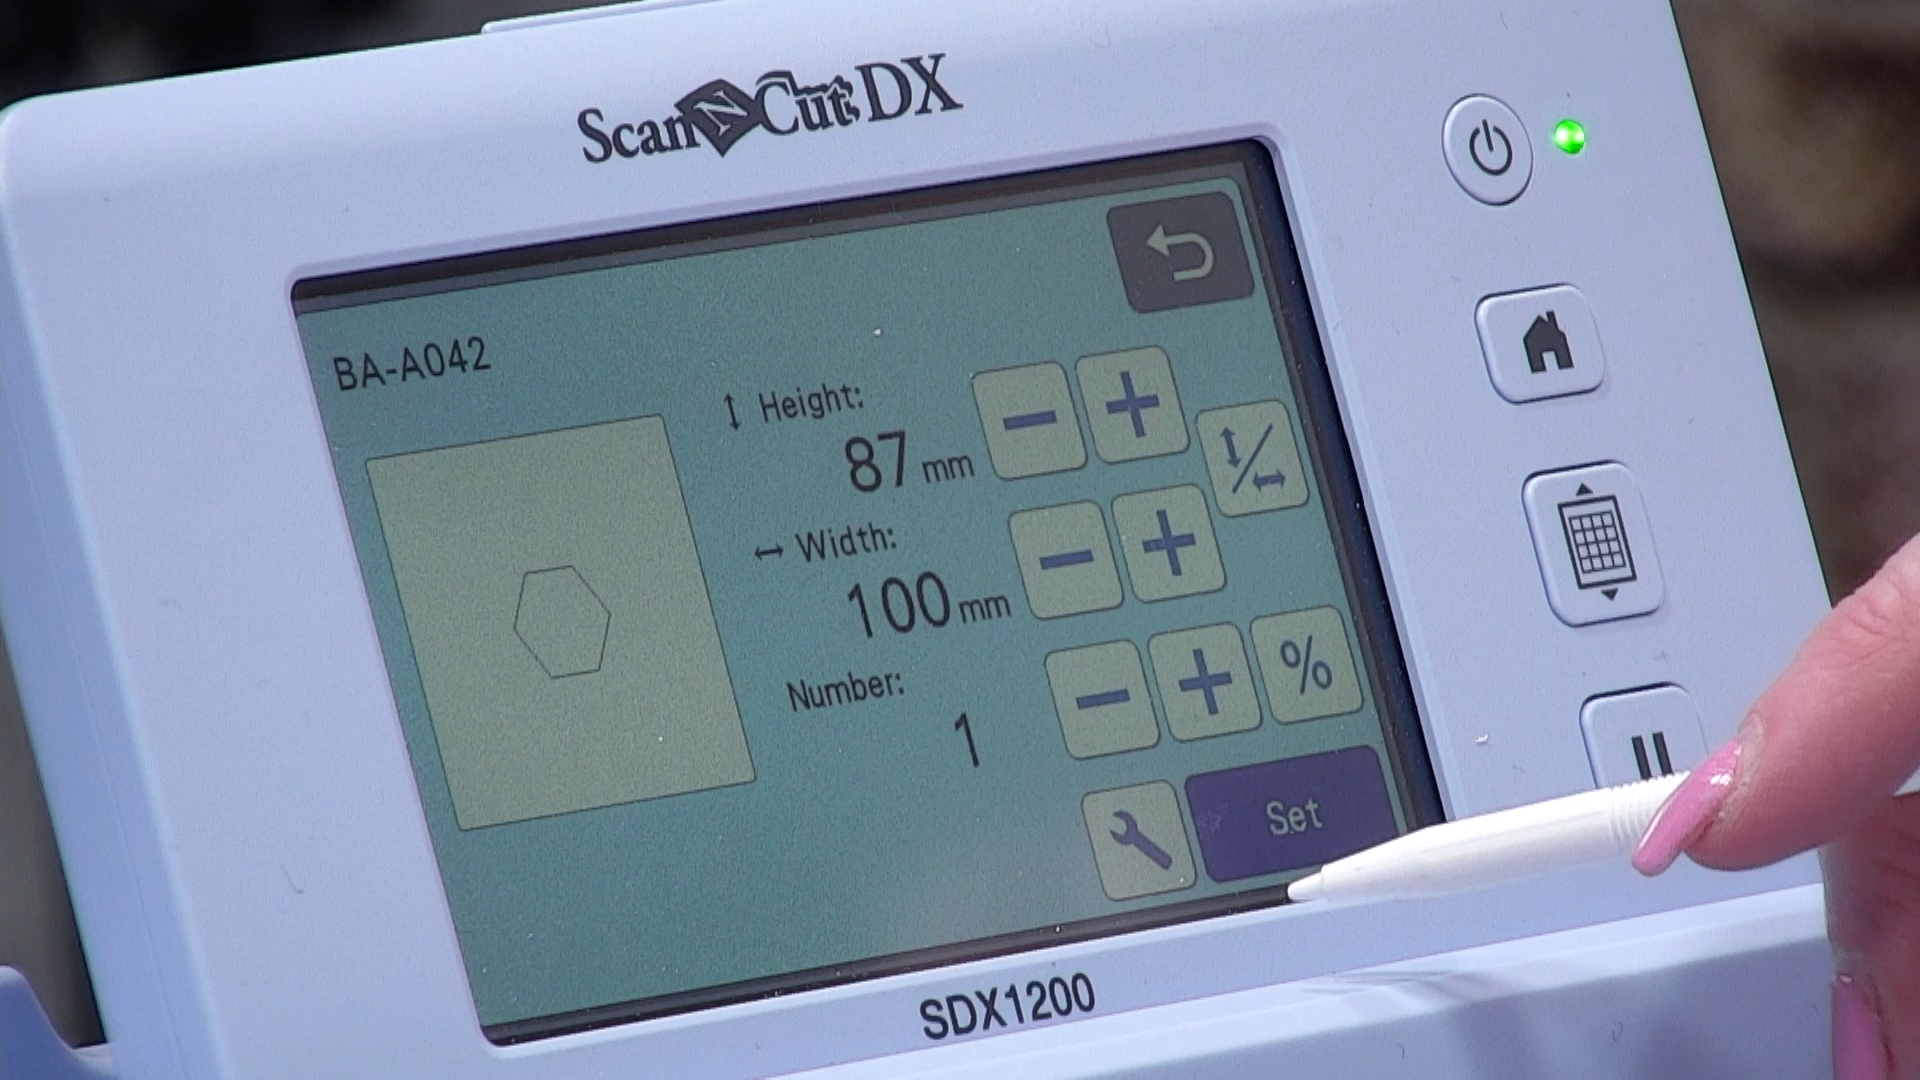 ScanNCut DX
BA-A042
Height:
87 mm
Width:
100 mm
Number:
1
%
Set
SDX1200